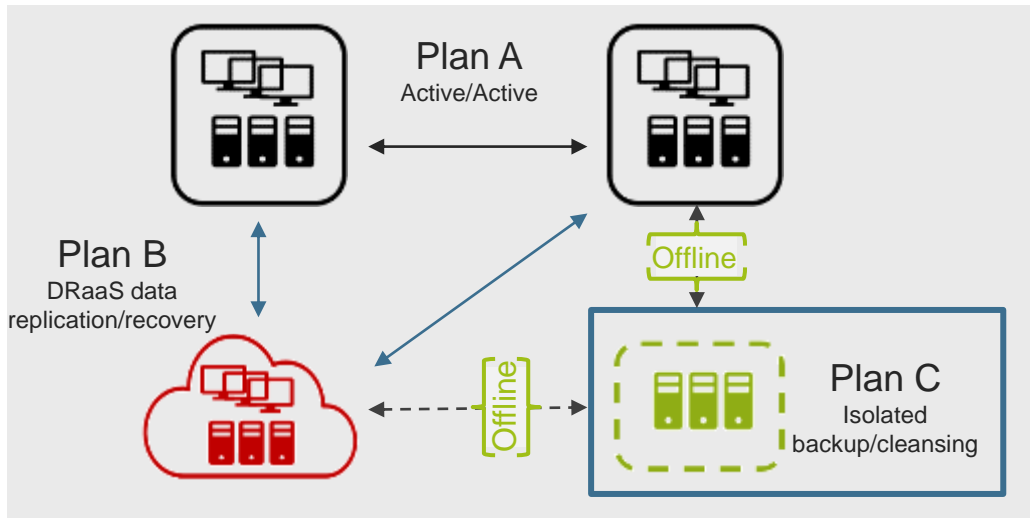 Plan A
Active/Active
Plan B
DRaaS data
replication/recovery
Offline
Offline
Plan C
Isolated
backup/cleansing